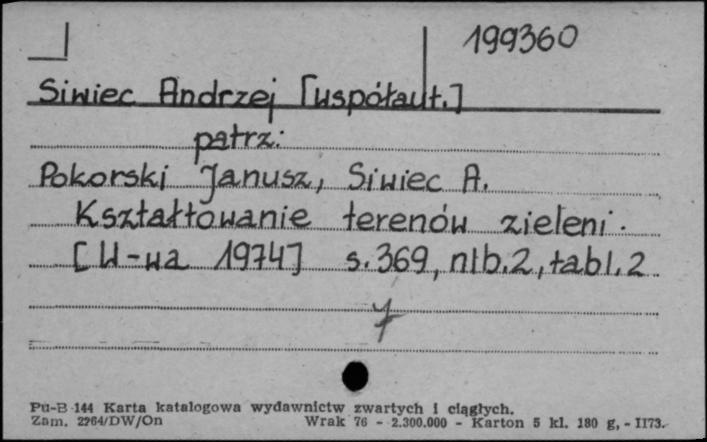 199360
Siwiec Andrzej [współaut.]
patrz:
Pokorski Janusz, Siwiec A.
Kształtowanie terenów zieleni.
[W-wa 1974] s.369, nlb.2, tabl.2
7
Pu-B 144 Karta katalogowa wydawnictw zwartych i ciągłych.
Zam. 2264/DW/On Wrak 76 - 2.300.000 - Karton 5 kl. 180 g, - II73.